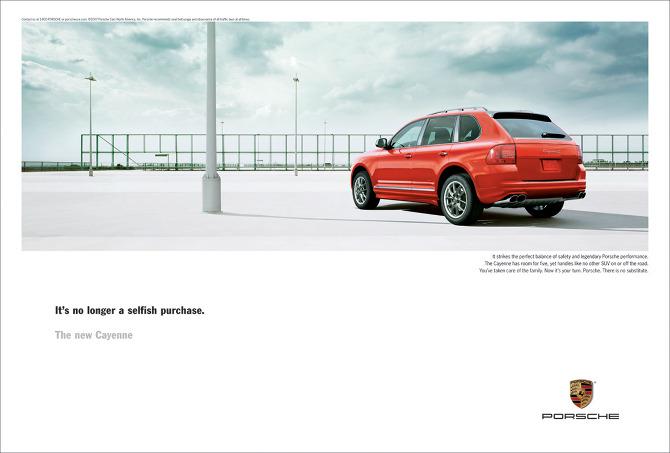 Contact us at 1-800-PORSCHE or porscheusa.com. ©2007 Porsche Cars North America, Inc. Porsche recommends seat belt usage and observance of all traffic laws at all times.
It strikes the perfect balance of safety and legendary Porsche performance.
The Cayenne has room for five, yet handles like no other SUV on or off the road.
You've taken care of the family. Now it's your turn. Porsche. There is no substitute.
It's no longer a selfish purchase.
The new Cayenne
PORSCHE